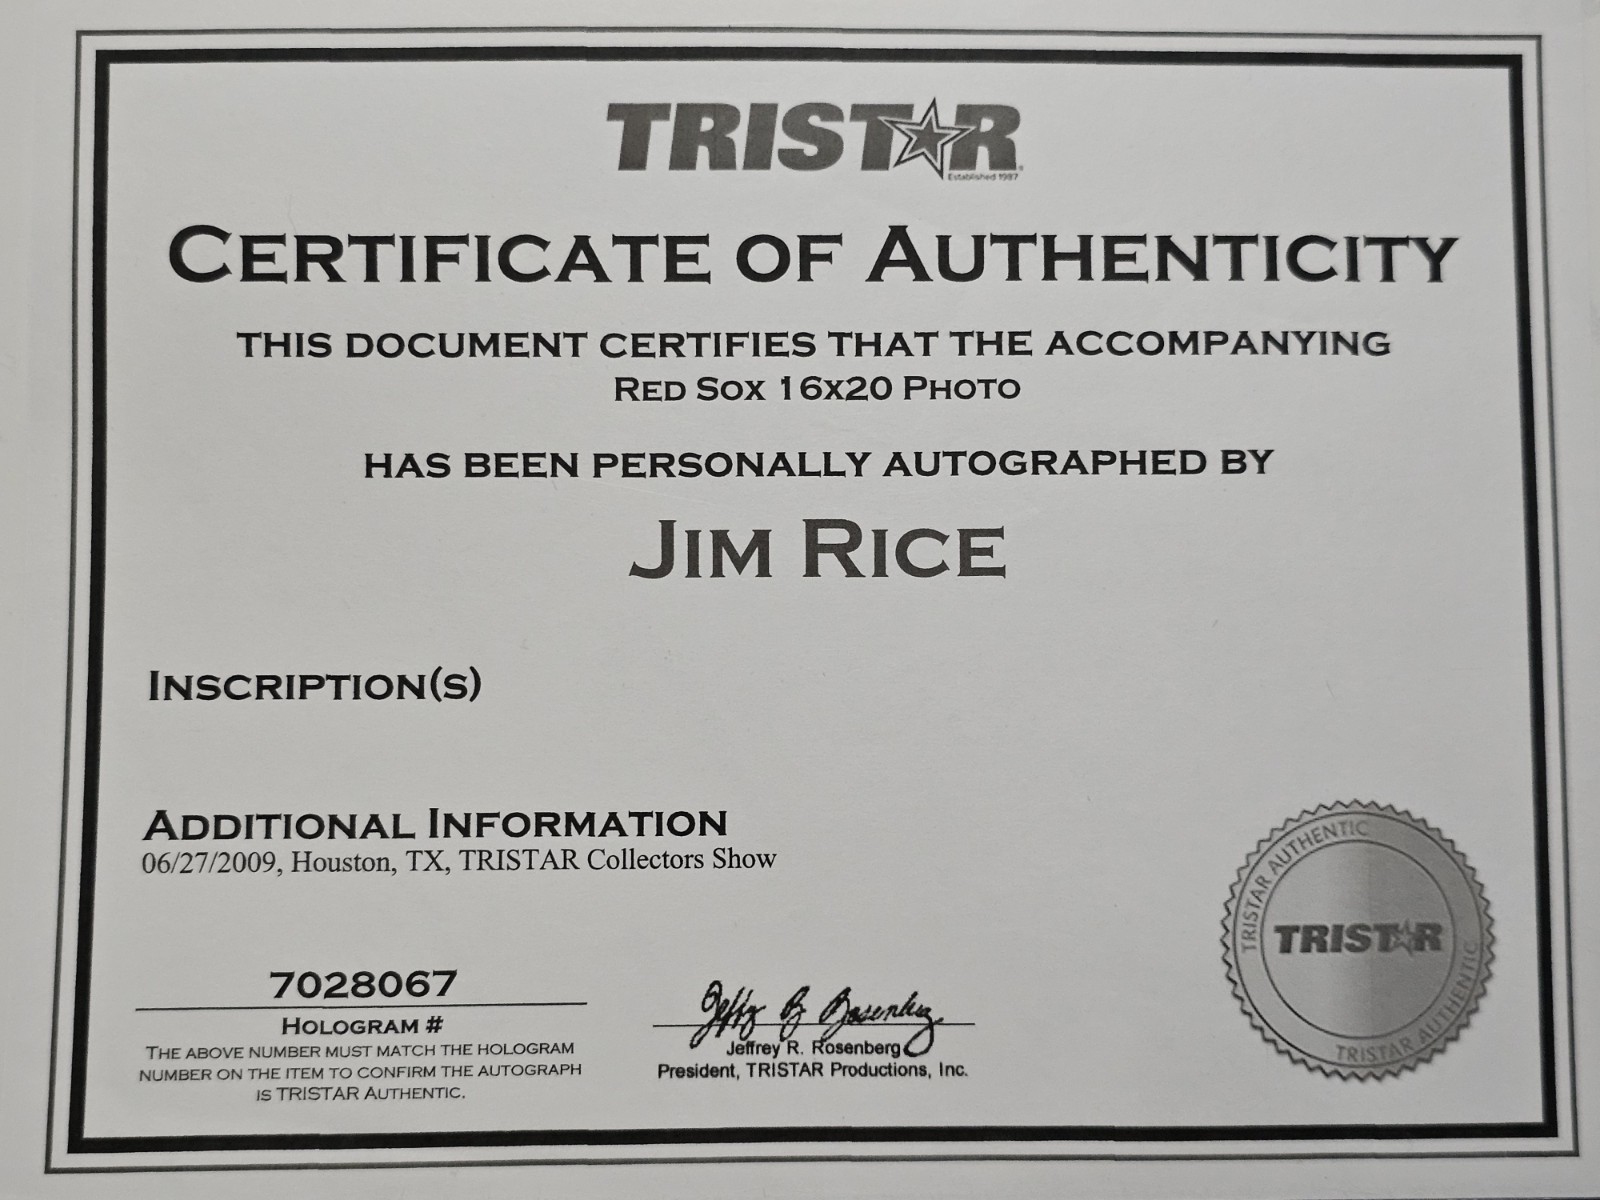 TRISTAR
Established 1987
CERTIFICATE OF AUTHENTICITY
THIS DOCUMENT CERTIFIES THAT THE ACCOMPANYING
RED SOX 16X20 PHOTO
HAS BEEN PERSONALLY AUTOGRAPHED BY
JIM RICE
INSCRIPTION(S)
ADDITIONAL INFORMATION
06/27/2009, Houston, TX, TRISTAR Collectors Show
7028067
HOLOGRAM #
THE ABOVE NUMBER MUST MATCH THE HOLOGRAM
NUMBER ON THE ITEM TO CONFIRM THE AUTOGRAPH
IS TRISTAR AUTHENTIC.
Jeffrey R. Rosenberg
Jeffrey R. Rosenberg
President, TRISTAR Productions, Inc.
TRISTAR AUTHENTIC
TRISTAR
TRISTAR AUTHENTIC